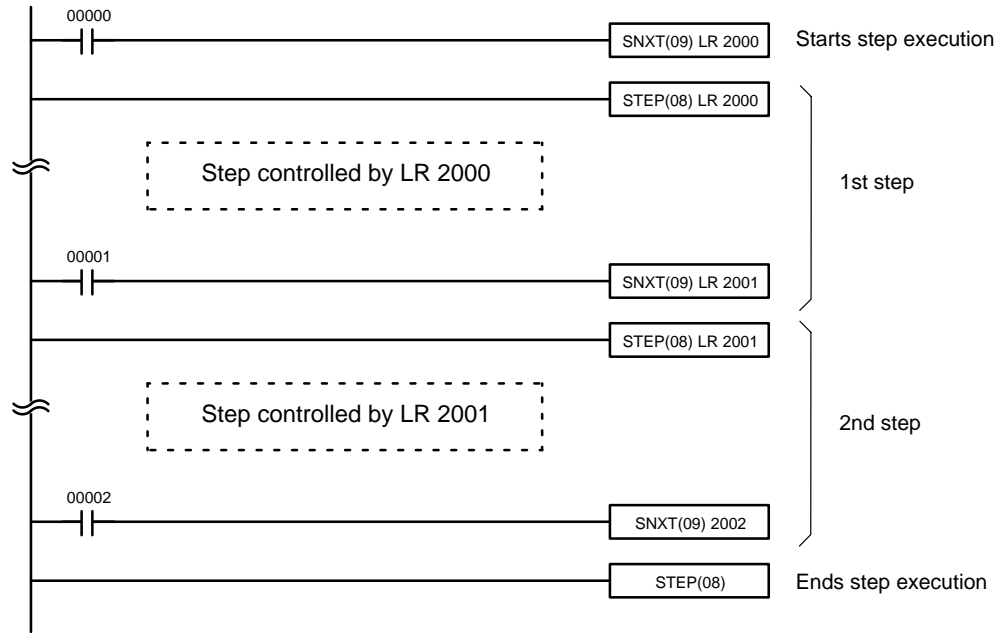 00000
SNXT(09) LR 2000 Starts step execution
STEP(08) LR 2000
Step controlled by LR 2000
1st step
00001
SNXT(09) LR 2001
STEP(08) LR 2001
Step controlled by LR 2001
2nd step
00002
SNXT(09) 2002
STEP(08) Ends step execution